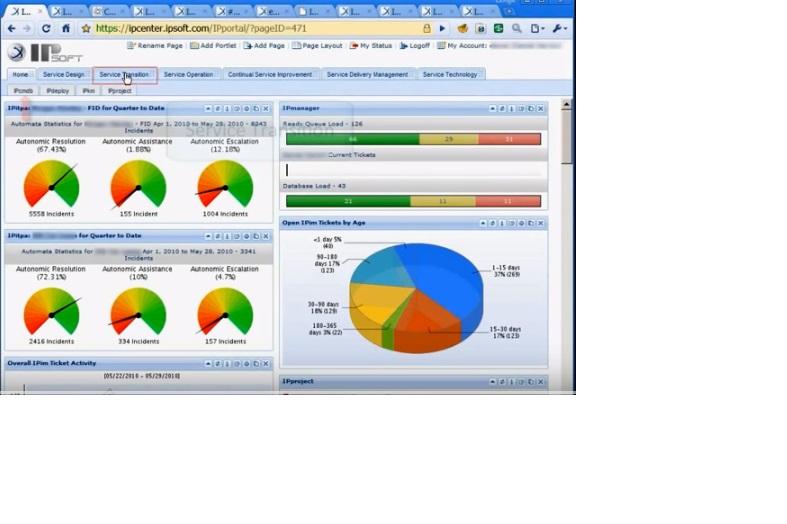 Google
L...
L...
C...
L...
L...
#...
e...
L...
L...
L...
L...
L...
https://ipcenter.ipsoft.com/IPportal/?pageID=471
Rename Page | Add Portlet | Add Page | Page Layout | My Status | Logoff | My Account:
IP SOFT
Home
Service Design
Service Transition
Service Operation
Continual Service Improvement
Service Delivery Management
Service Technology
IPcmdb
IPdeploy
IPkm
IPproject
Service Transition
IPitpa: FID for Quarter to Date
Automata Statistics for - FID Apr 1, 2010 to May 28, 2010 - 8243
Incidents
Autonomic Resolution
(67.43%)
5558 Incidents
Autonomic Assistance
(1.88%)
155 Incident
Autonomic Escalation
(12.18%)
1004 Incidents
IPitpa: for Quarter to Date
Automata Statistics for Apr 1, 2010 to May 28, 2010 - 3341
Incidents
Autonomic Resolution
(72.31%)
2416 Incidents
Autonomic Assistance
(10%)
334 Incidents
Autonomic Escalation
(4.7%)
157 Incidents
Overall IPim Ticket Activity
[05/22/2010 - 05/29/2010]
IPmanager
Ready Queue Load - 126
66
29
31
Current Tickets
Database Load - 43
21
11
11
Open IPim Tickets by Age
<1 day 5%
(40)
90-180
days 17%
(123)
1-15 days
37% (269)
30-90 days
18% (129)
180-365
days 3% (22)
15-30 days
17% (123)
IPproject